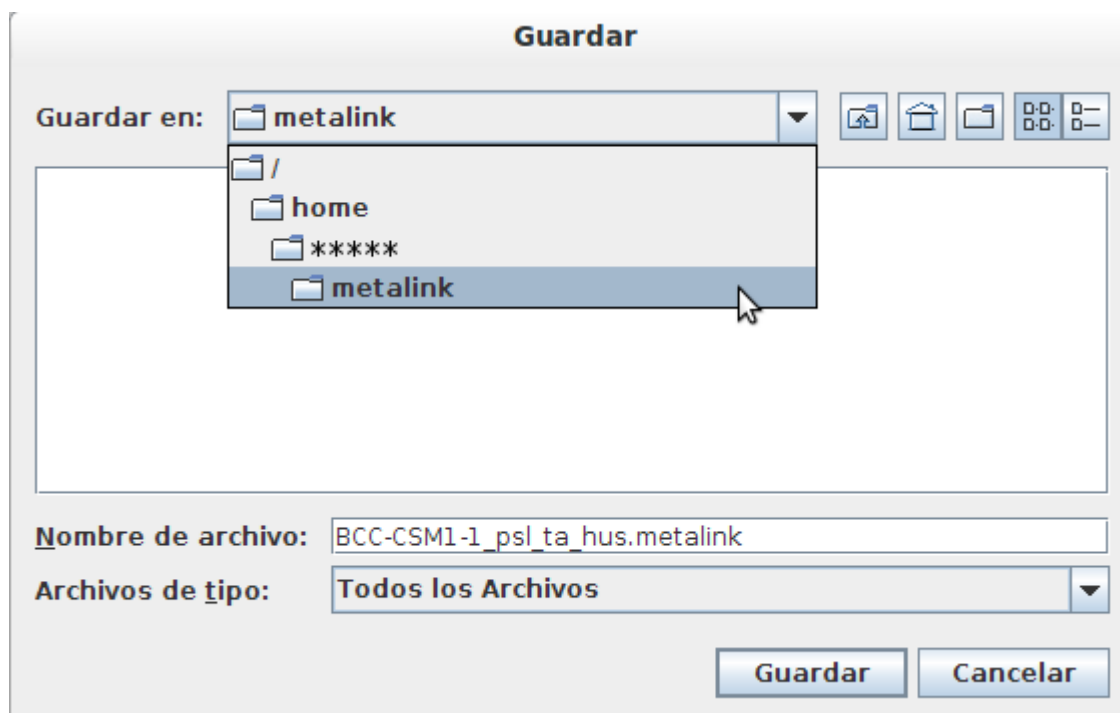 Guardar
Guardar en: metalink
/
home
*****
metalink
Nombre de archivo: BCC-CSM1-1_psl_ta_hus.metalink
Archivos de tipo: Todos los Archivos
Guardar Cancelar